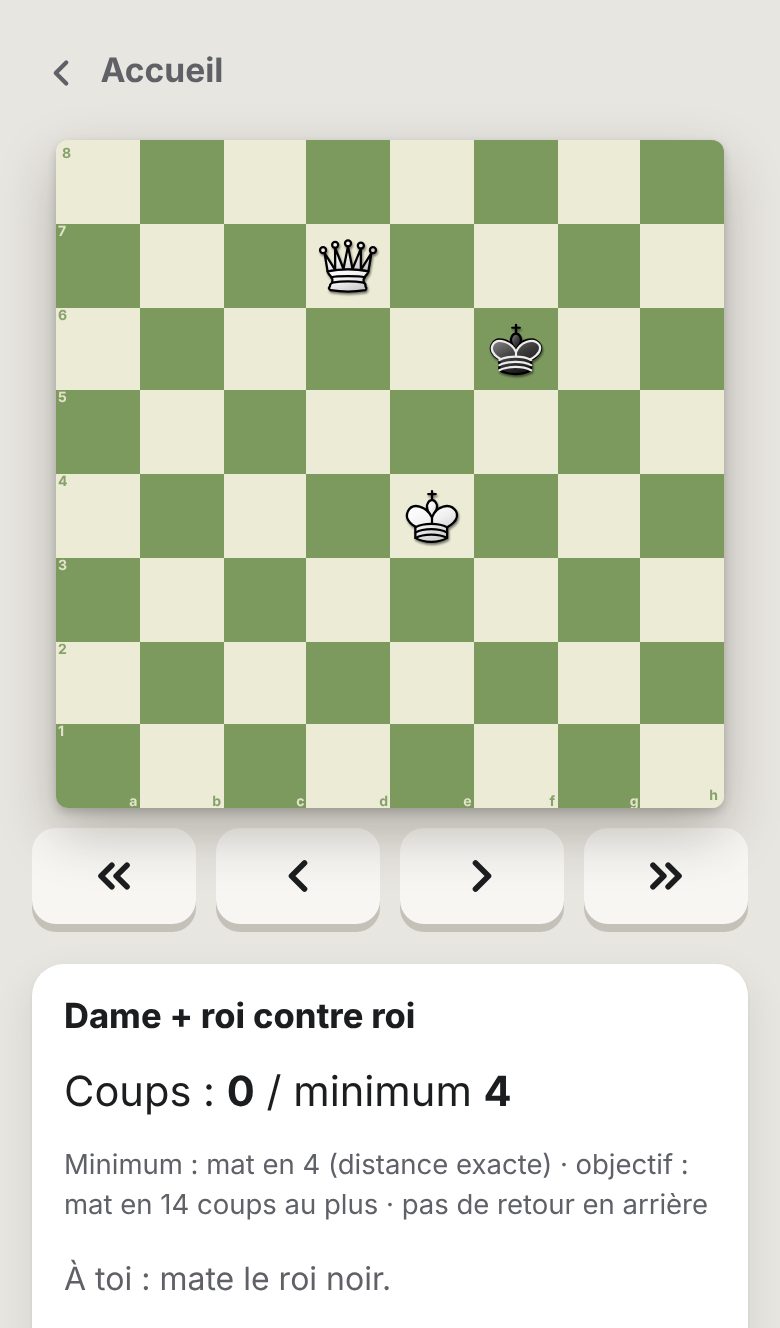 Accueil
8
7
6
5
4
3
2
1
a b c d e f g h
Dame + roi contre roi
Coups : 0 / minimum 4
Minimum : mat en 4 (distance exacte) · objectif :
mat en 14 coups au plus · pas de retour en arrière
À toi : mate le roi noir.